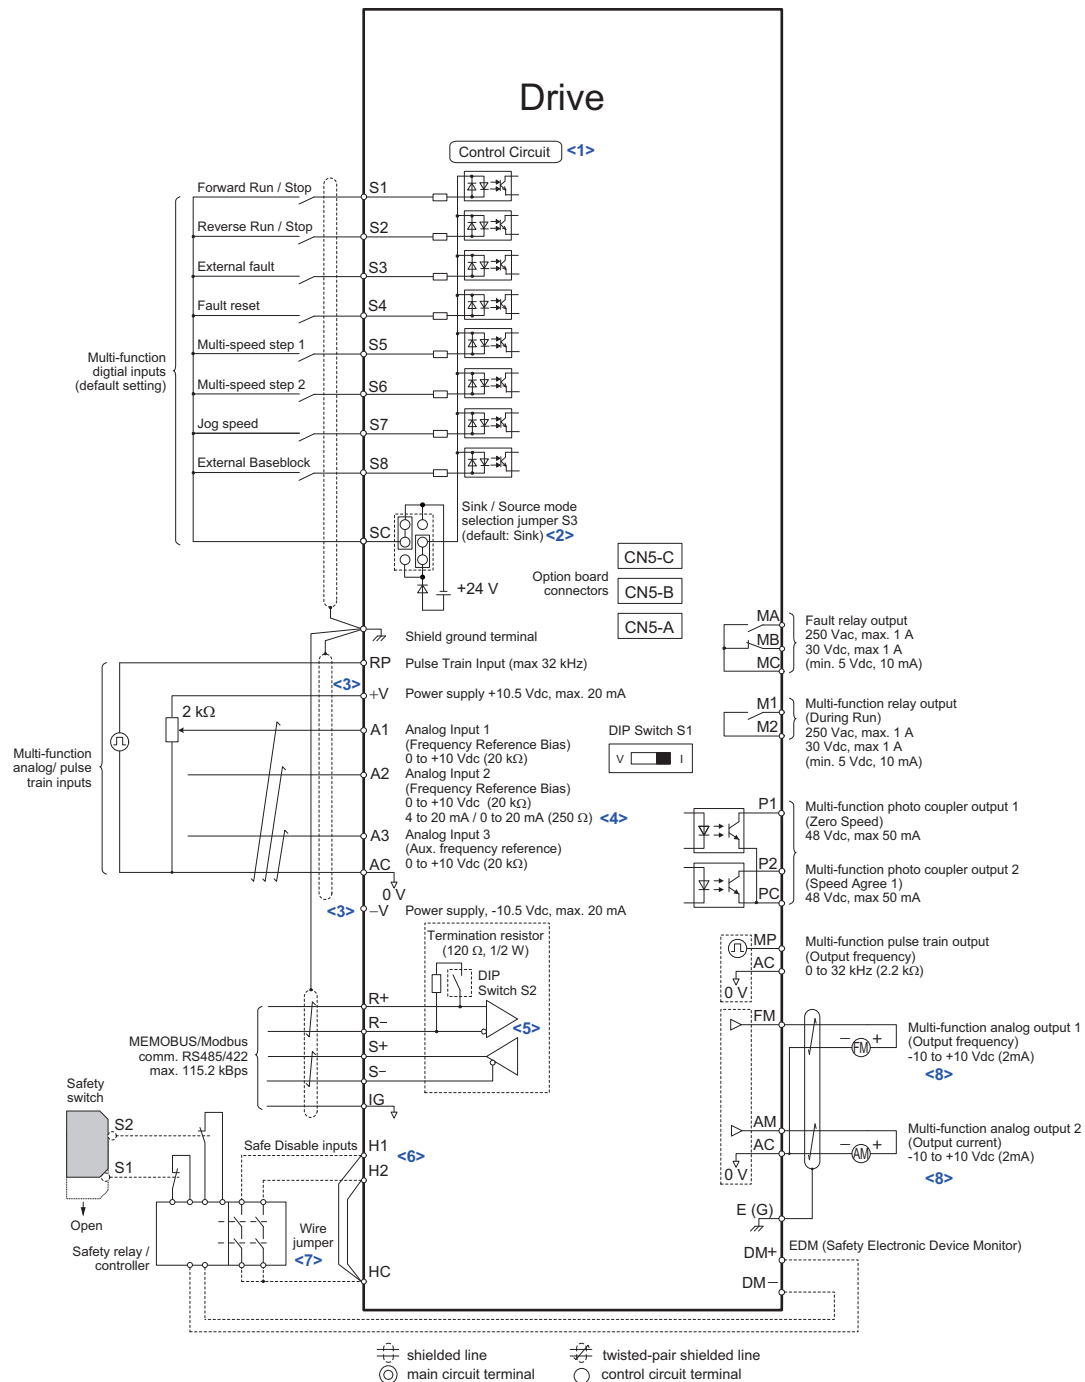 Drive
Control Circuit <1>
Forward Run / Stop
S1
Reverse Run / Stop
S2
External fault
S3
Fault reset
S4
Multi-speed step 1
S5
Multi-function
digtial inputs
(default setting)
Multi-speed step 2
S6
Jog speed
S7
External Baseblock
S8
SC
Sink / Source mode
selection jumper S3
(default: Sink) <2>
+24 V
Option board
connectors
CN5-C
CN5-B
CN5-A
Shield ground terminal
RP
Pulse Train Input (max 32 kHz)
<3>
+V
Power supply +10.5 Vdc, max. 20 mA
2 kΩ
Multi-function
analog/ pulse
train inputs
A1
Analog Input 1
(Frequency Reference Bias)
0 to +10 Vdc (20 kΩ)
A2
Analog Input 2
(Frequency Reference Bias)
0 to +10 Vdc (20 kΩ)
4 to 20 mA / 0 to 20 mA (250 Ω) <4>
A3
Analog Input 3
(Aux. frequency reference)
0 to +10 Vdc (20 kΩ)
AC
0 V
<3>
−V
Power supply, -10.5 Vdc, max. 20 mA
DIP Switch S1
V
I
MA
MB
MC
Fault relay output
250 Vac, max. 1 A
30 Vdc, max 1 A
(min. 5 Vdc, 10 mA)
M1
M2
Multi-function relay output
(During Run)
250 Vac, max. 1 A
30 Vdc, max 1 A
(min. 5 Vdc, 10 mA)
P1
Multi-function photo coupler output 1
(Zero Speed)
48 Vdc, max 50 mA
P2
PC
Multi-function photo coupler output 2
(Speed Agree 1)
48 Vdc, max 50 mA
MP
AC
0 V
Multi-function pulse train output
(Output frequency)
0 to 32 kHz (2.2 kΩ)
Termination resistor
(120 Ω, 1/2 W)
DIP
Switch S2
<5>
MEMOBUS/Modbus
comm. RS485/422
max. 115.2 kBps
R+
R−
S+
S−
IG
FM
− FM +
Multi-function analog output 1
(Output frequency)
-10 to +10 Vdc (2mA)
<8>
AM
AC
0 V
− AM +
Multi-function analog output 2
(Output current)
-10 to +10 Vdc (2mA)
<8>
E (G)
DM+
DM−
EDM (Safety Electronic Device Monitor)
Safety
switch
S2
S1
Open
Safety relay /
controller
Safe Disable inputs
H1
<6>
H2
Wire
jumper
<7>
HC
shielded line
twisted-pair shielded line
main circuit terminal
control circuit terminal